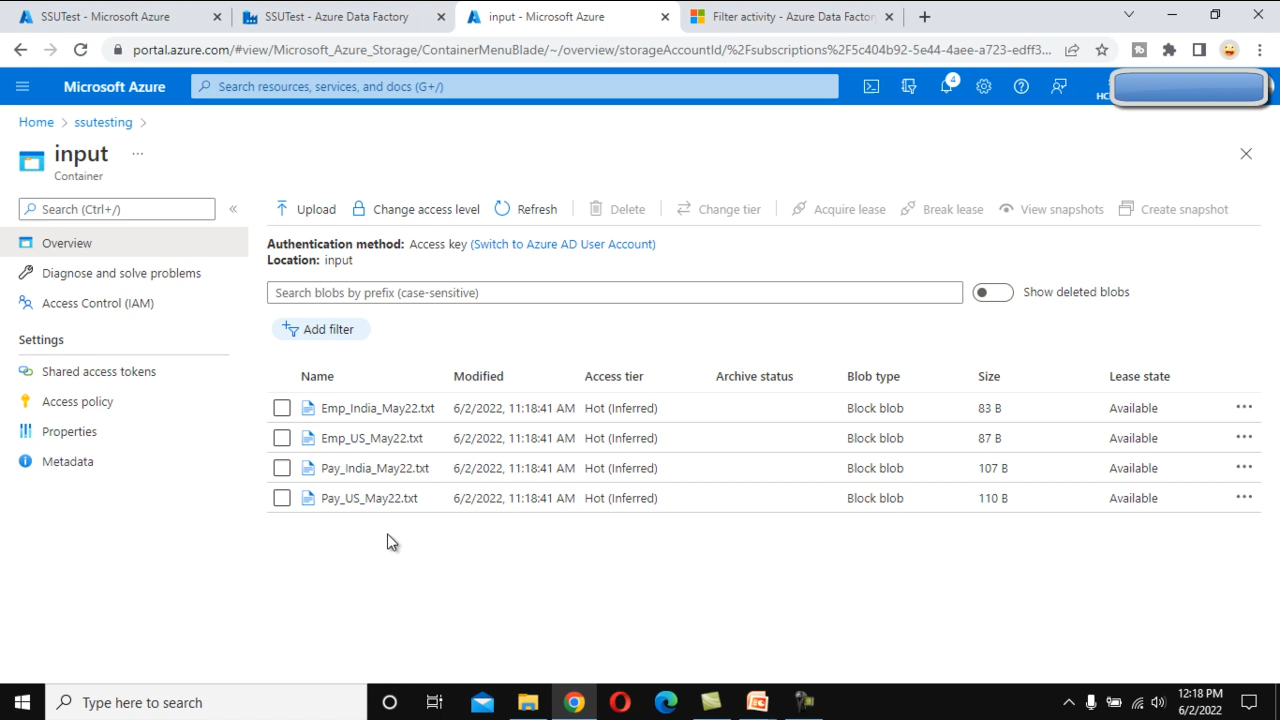 SSUTest - Microsoft Azure
SSUTest - Azure Data Factory
input - Microsoft Azure
Filter activity - Azure Data Factory
portal.azure.com/#view/Microsoft_Azure_Storage/ContainerMenuBlade/~/overview/storageAccountId/%2Fsubscriptions%2F5c404b92-5e44-4aee-a723-edff3...
Microsoft Azure
Search resources, services, and docs (G+/)
4
HC
Home > ssutesting >
input ...
Container
Search (Ctrl+/) «
Upload Change access level Refresh Delete Change tier Acquire lease Break lease View snapshots Create snapshot
Overview
Diagnose and solve problems
Access Control (IAM)
Settings
Shared access tokens
Access policy
Properties
Metadata
Authentication method: Access key (Switch to Azure AD User Account)
Location: input
Search blobs by prefix (case-sensitive)
Show deleted blobs
Add filter
Name Modified Access tier Archive status Blob type Size Lease state
Emp_India_May22.txt 6/2/2022, 11:18:41 AM Hot (Inferred) Block blob 83 B Available ...
Emp_US_May22.txt 6/2/2022, 11:18:41 AM Hot (Inferred) Block blob 87 B Available ...
Pay_India_May22.txt 6/2/2022, 11:18:41 AM Hot (Inferred) Block blob 107 B Available ...
Pay_US_May22.txt 6/2/2022, 11:18:41 AM Hot (Inferred) Block blob 110 B Available ...
Type here to search
12:18 PM
6/2/2022